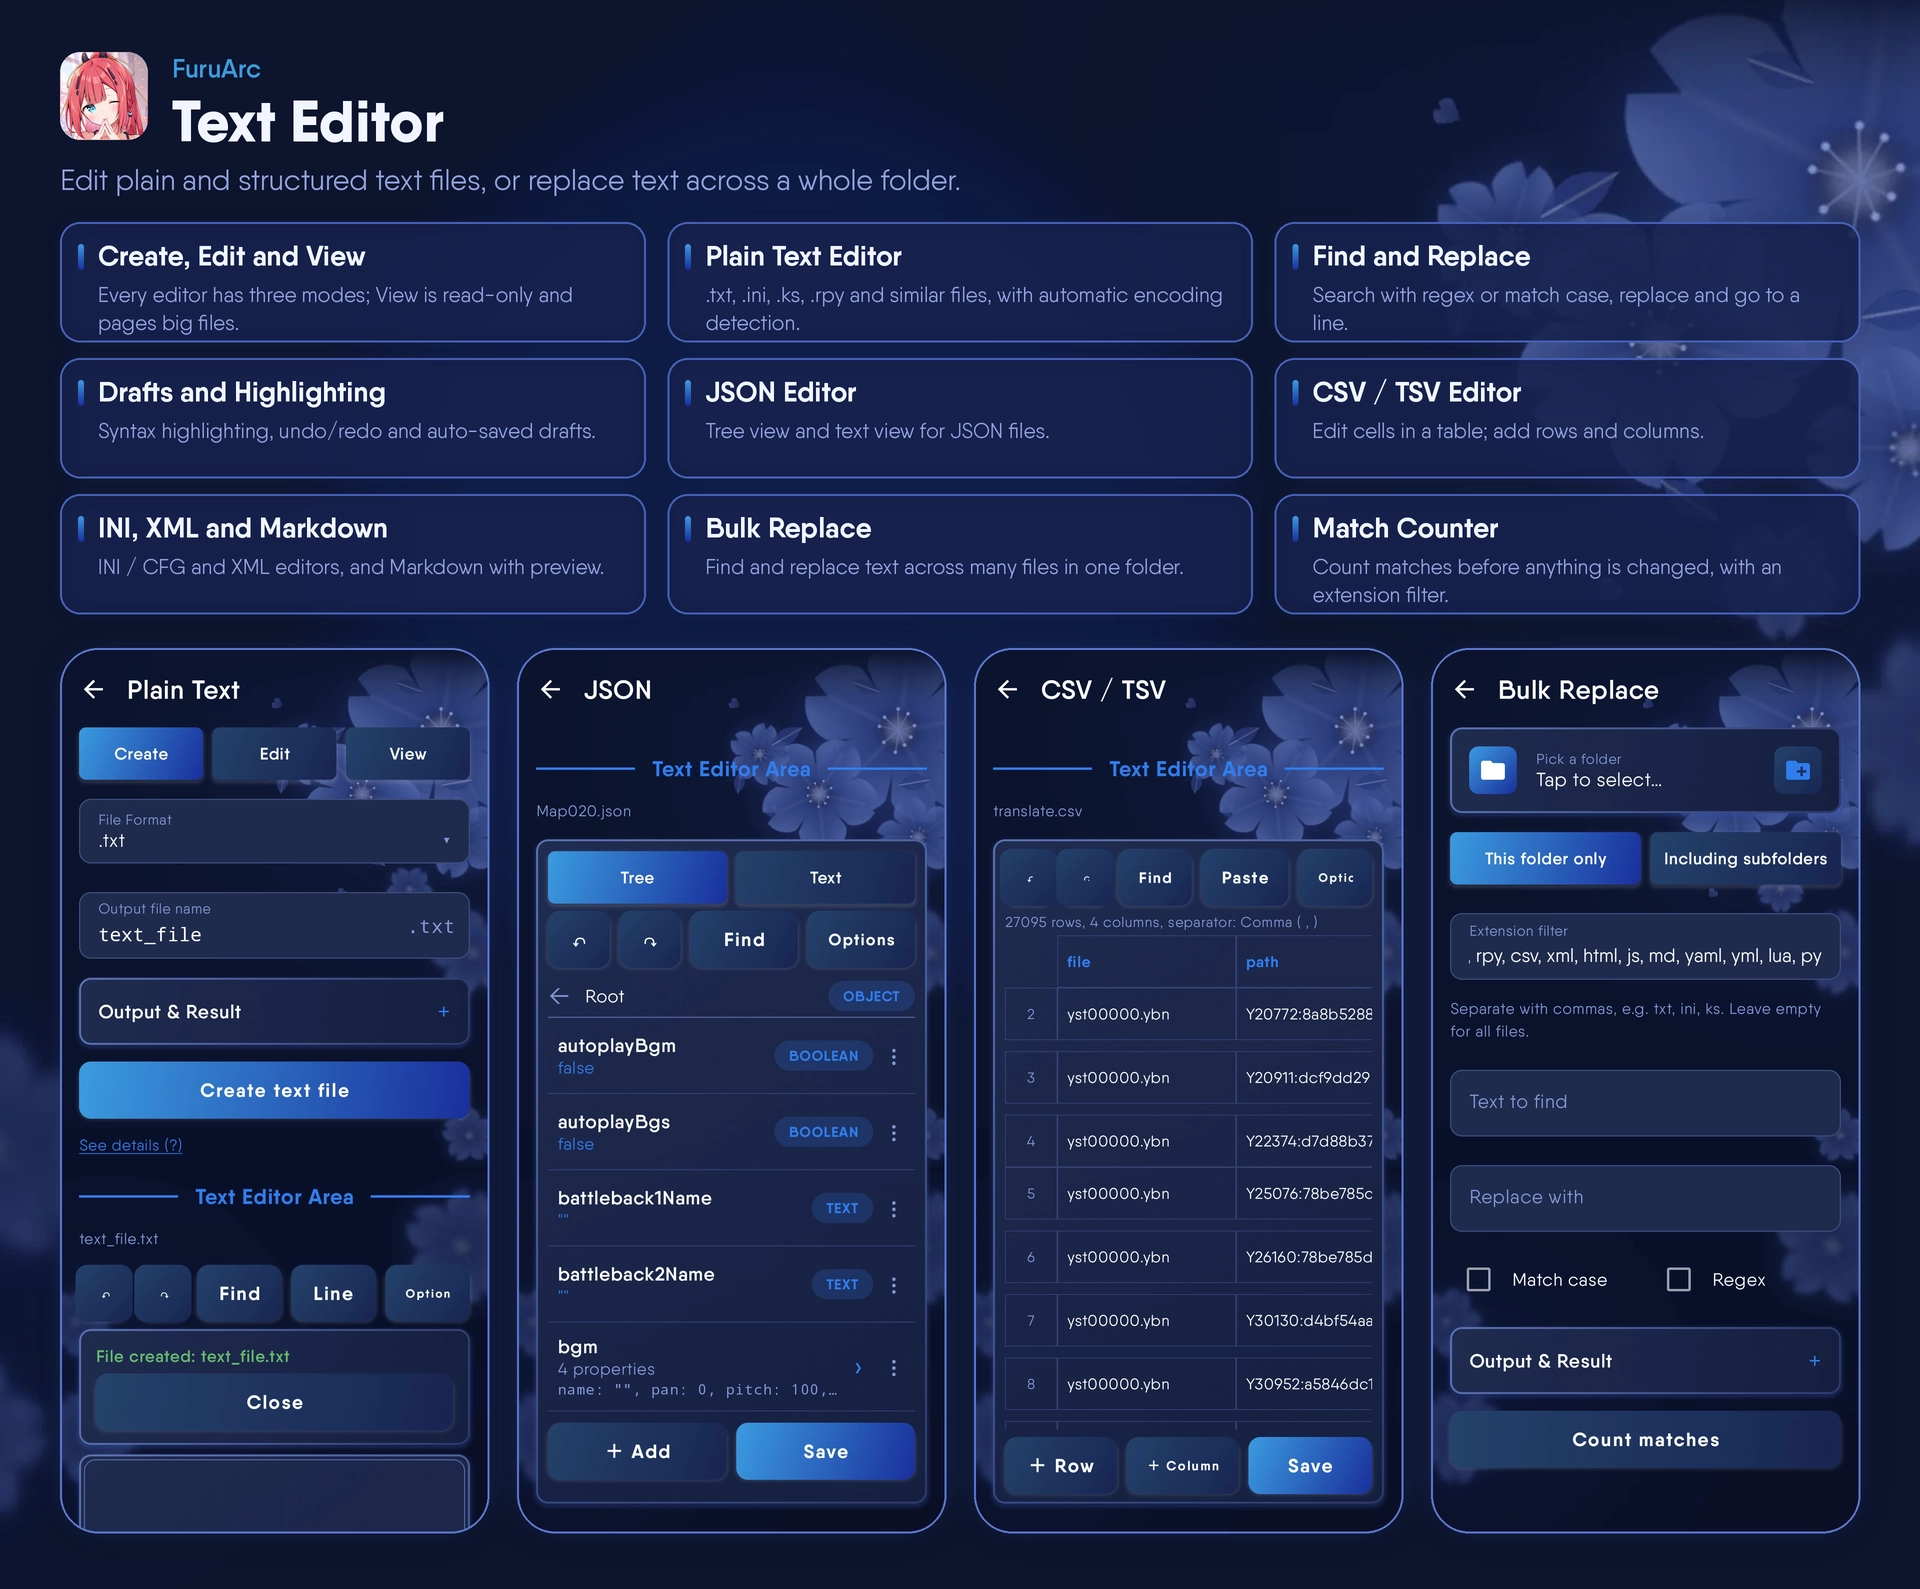 FuruArc
Text Editor
Edit plain and structured text files, or replace text across a whole folder.
Create, Edit and View
Every editor has three modes; View is read-only and
pages big files.
Plain Text Editor
.txt, .ini, .ks, .rpy and similar files, with automatic encoding
detection.
Find and Replace
Search with regex or match case, replace and go to a
line.
Drafts and Highlighting
Syntax highlighting, undo/redo and auto-saved drafts.
JSON Editor
Tree view and text view for JSON files.
CSV / TSV Editor
Edit cells in a table; add rows and columns.
INI, XML and Markdown
INI / CFG and XML editors, and Markdown with preview.
Bulk Replace
Find and replace text across many files in one folder.
Match Counter
Count matches before anything is changed, with an
extension filter.
Plain Text
Create Edit View
File Format
.txt
Output file name
text_file .txt
Output & Result +
Create text file
See details (?)
Text Editor Area
text_file.txt
Find Line Option
File created: text_file.txt
Close
JSON
Text Editor Area
Map020.json
Tree Text
Find Options
Root OBJECT
autoplayBgm BOOLEAN
false
autoplayBgs BOOLEAN
false
battleback1Name TEXT
""
battleback2Name TEXT
""
bgm
4 properties
name: "", pan: 0, pitch: 100,…
+ Add Save
CSV / TSV
Text Editor Area
translate.csv
Find Paste Optic
27095 rows, 4 columns, separator: Comma ( , )
file path
2 yst00000.ybn Y20772:8a8b5288
3 yst00000.ybn Y20911:dcf9dd29
4 yst00000.ybn Y22374:d7d88b37
5 yst00000.ybn Y25076:78be785c
6 yst00000.ybn Y26160:78be785d
7 yst00000.ybn Y30130:d4bf54aa
8 yst00000.ybn Y30952:a5846dc1
+ Row + Column Save
Bulk Replace
Pick a folder
Tap to select...
This folder only Including subfolders
Extension filter
, rpy, csv, xml, html, js, md, yaml, yml, lua, py
Separate with commas, e.g. txt, ini, ks. Leave empty
for all files.
Text to find
Replace with
Match case Regex
Output & Result +
Count matches